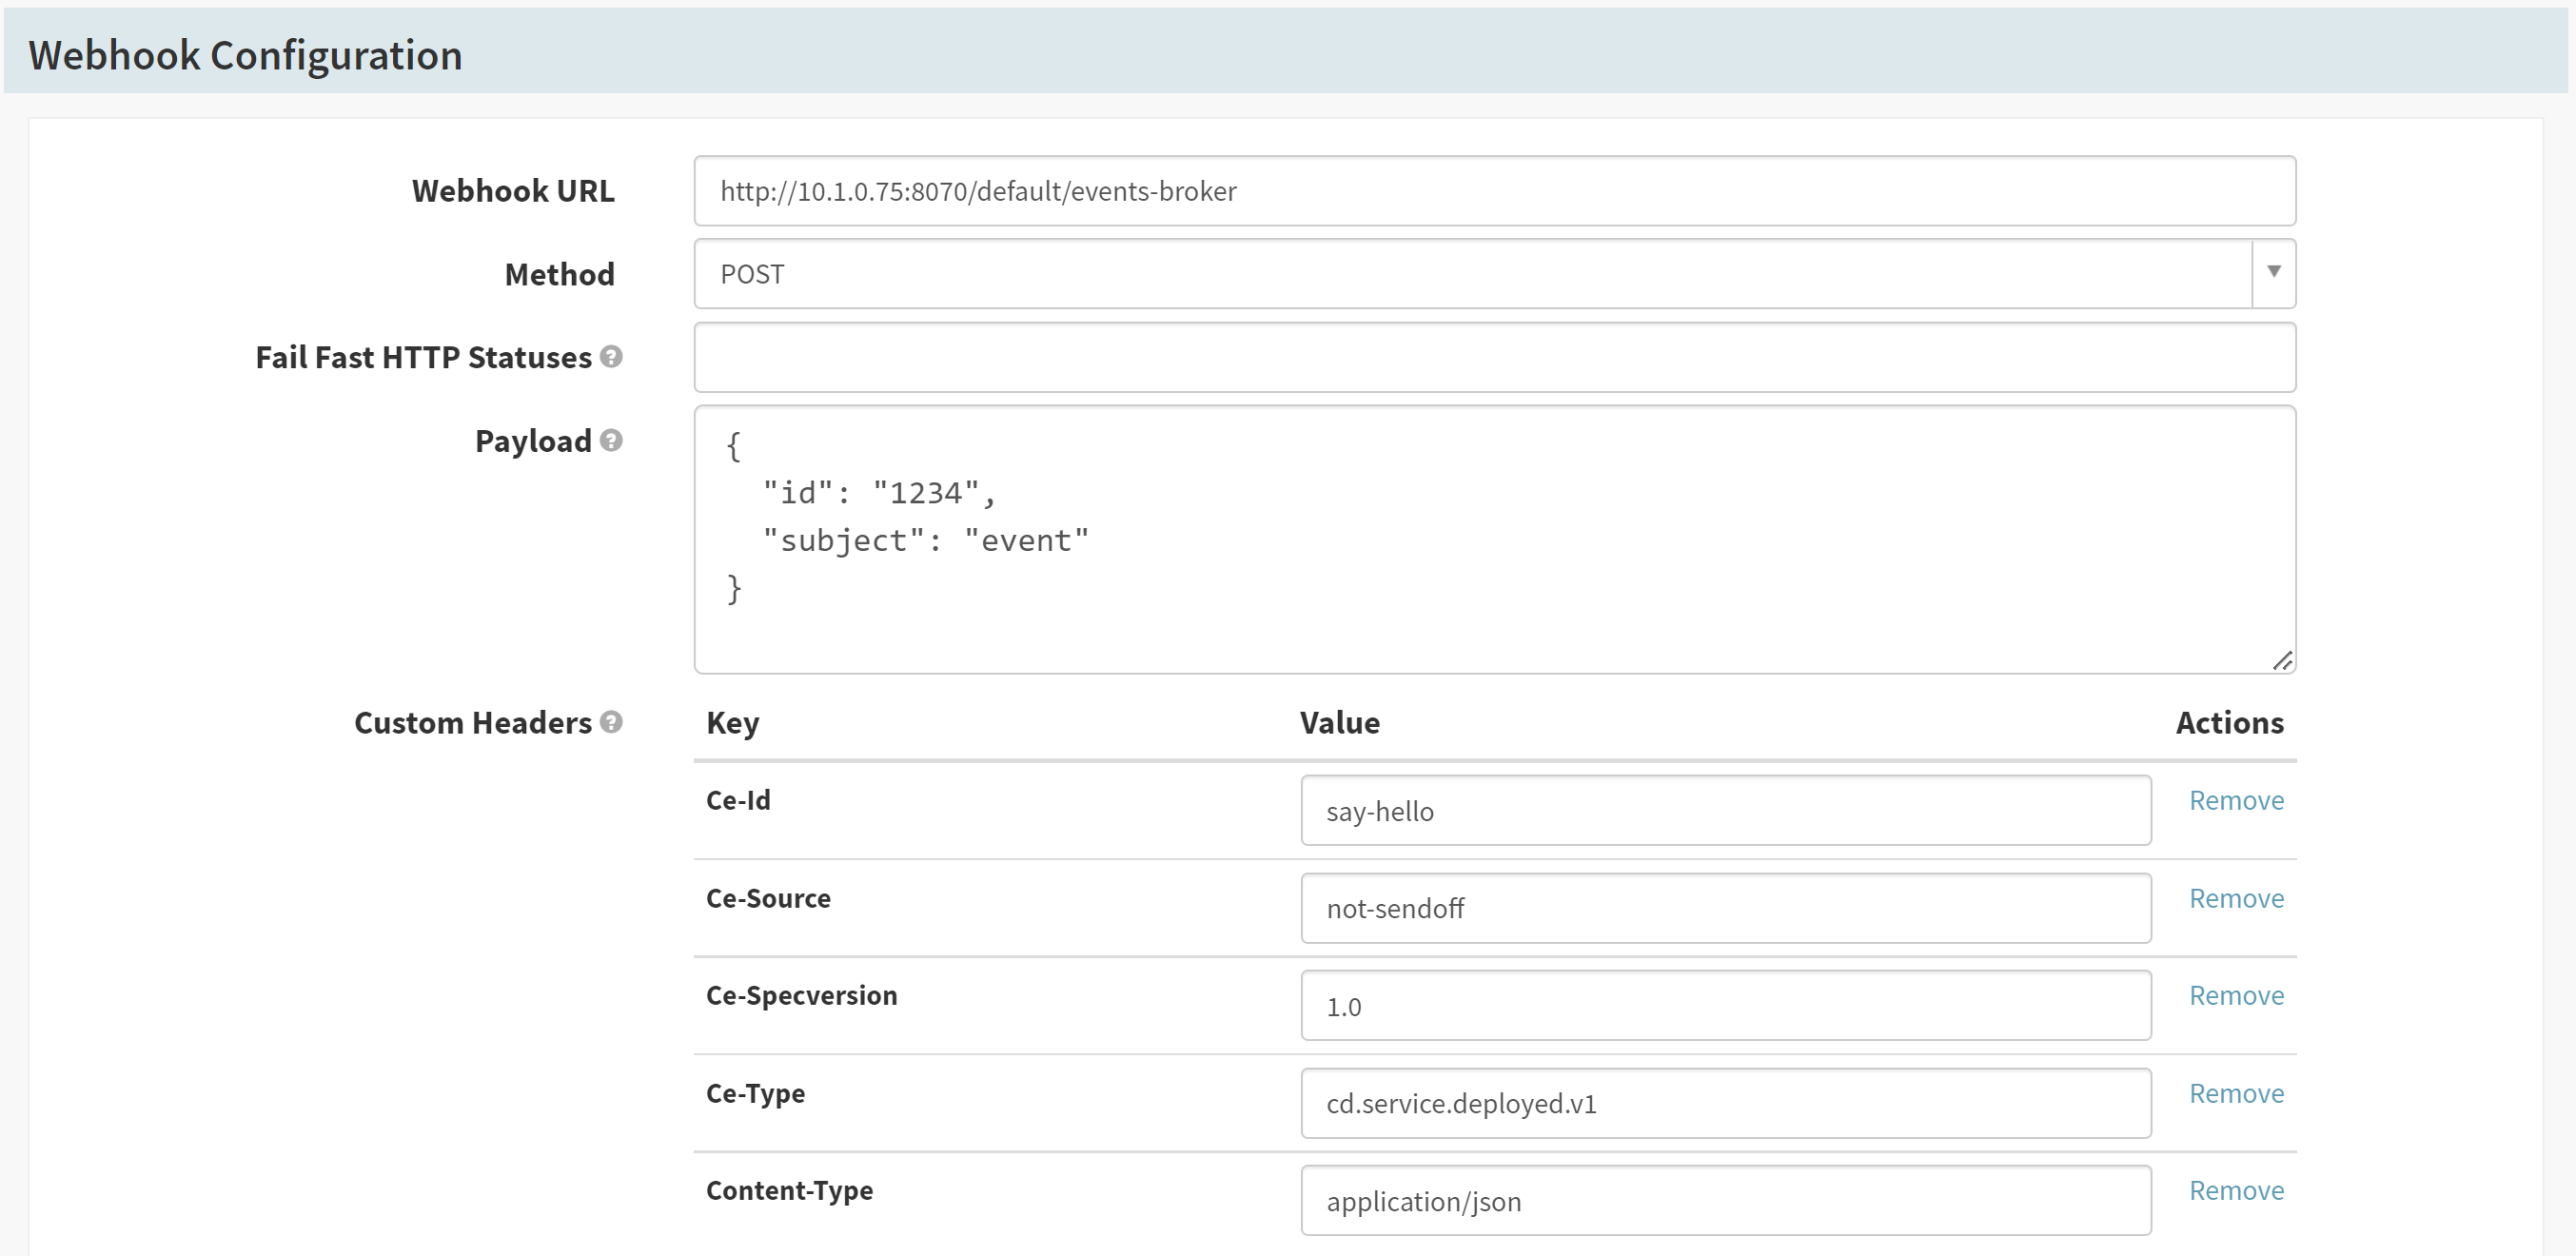 Webhook Configuration
Webhook URL http://10.1.0.75:8070/default/events-broker
Method POST
Fail Fast HTTP Statuses
Payload {
"id": "1234",
"subject": "event"
}
Custom Headers Key Value Actions
Ce-Id say-hello Remove
Ce-Source not-sendoff Remove
Ce-Specversion 1.0 Remove
Ce-Type cd.service.deployed.v1 Remove
Content-Type application/json Remove